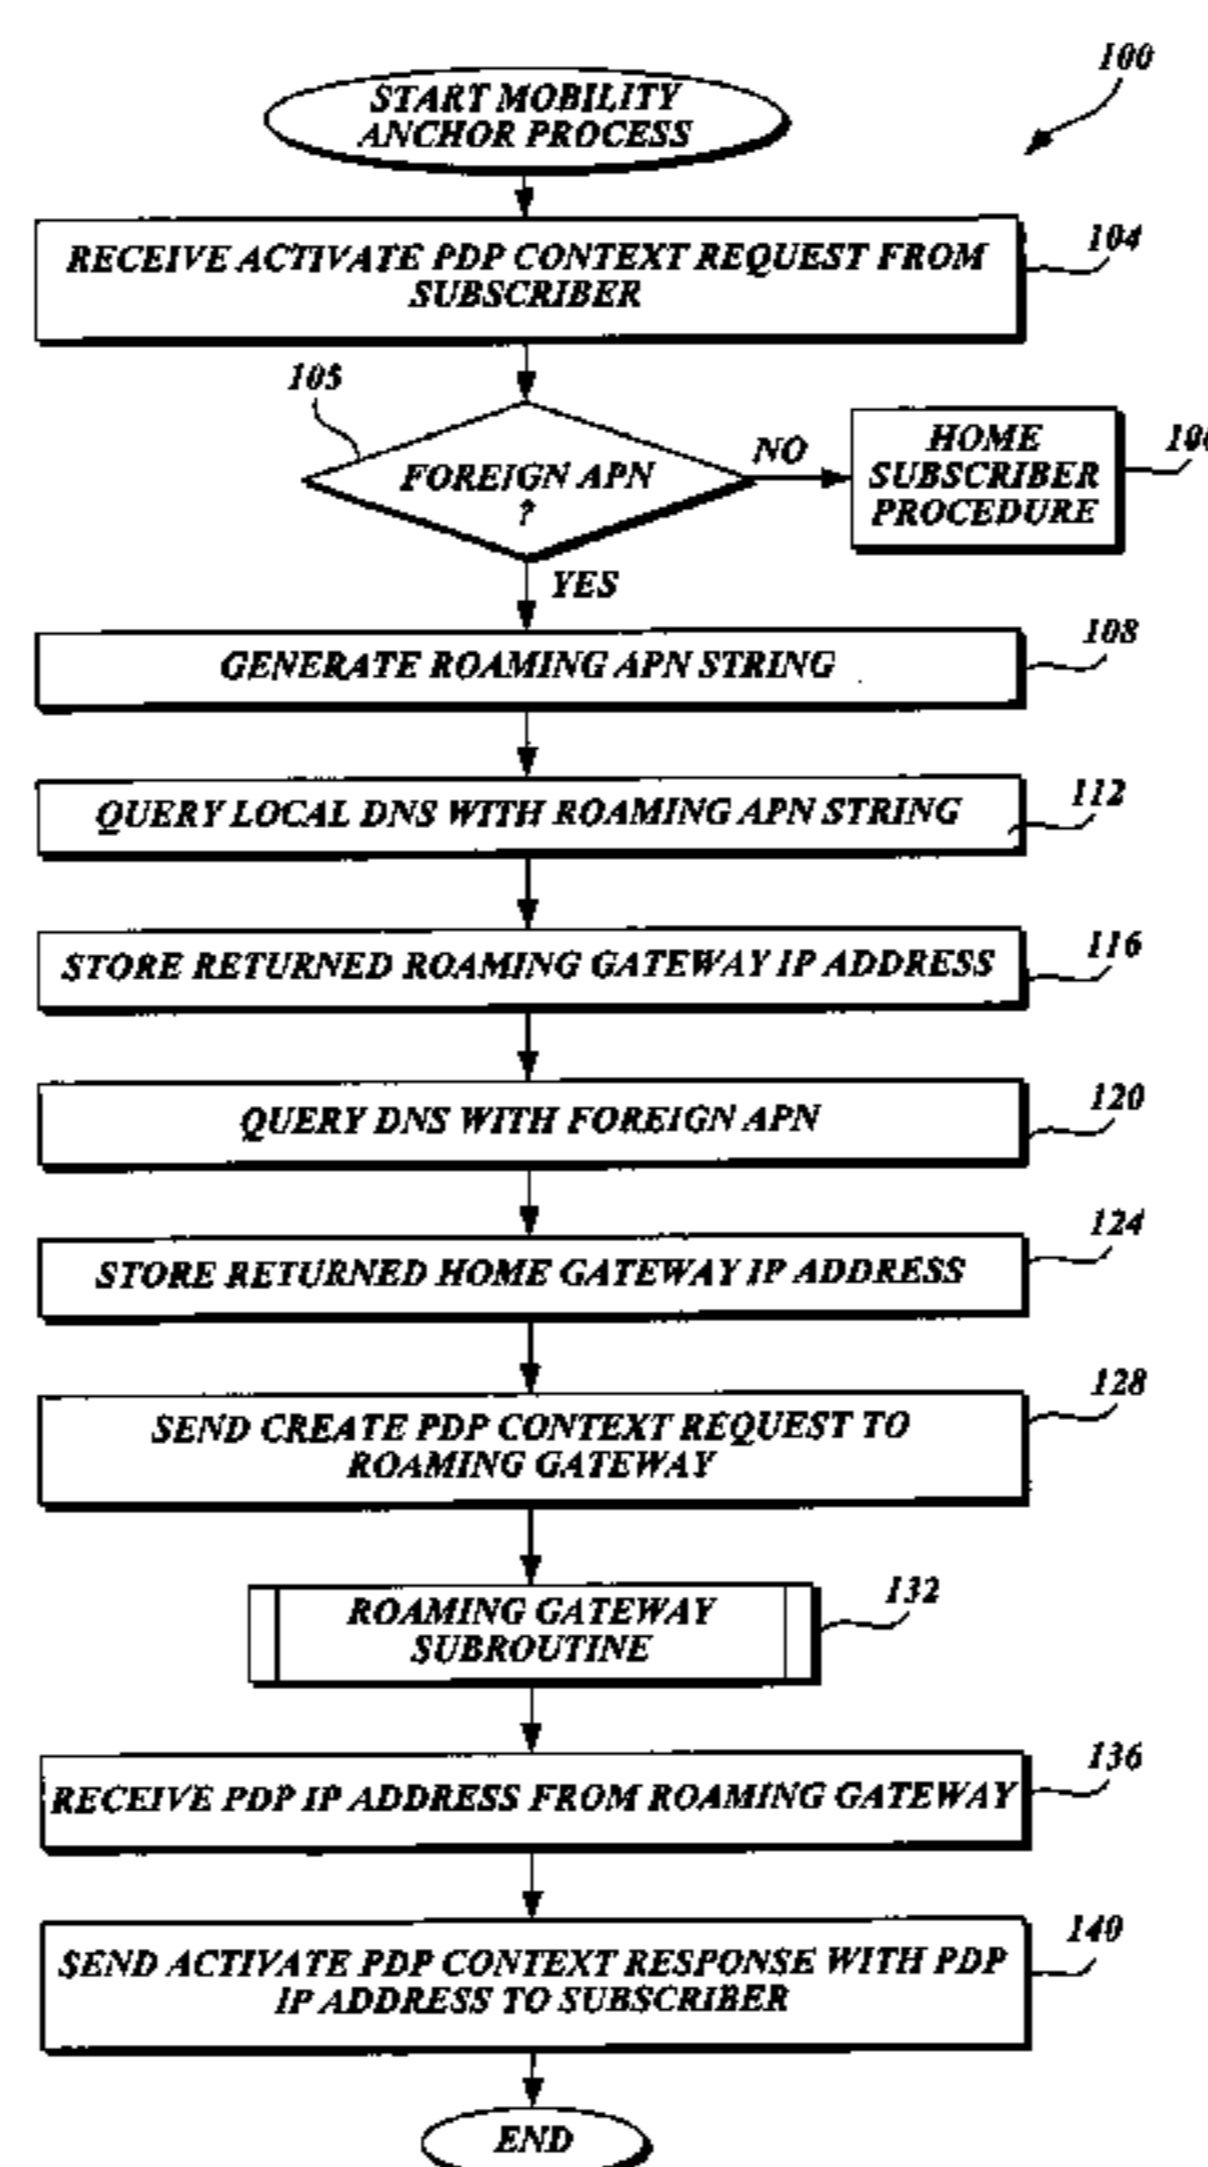 100
START MOBILITY
ANCHOR PROCESS
RECEIVE ACTIVATE PDP CONTEXT REQUEST FROM
SUBSCRIBER
104
105
FOREIGN APN
?
NO
HOME
SUBSCRIBER
PROCEDURE
YES
GENERATE ROAMING APN STRING
108
QUERY LOCAL DNS WITH ROAMING APN STRING
112
STORE RETURNED ROAMING GATEWAY IP ADDRESS
116
QUERY DNS WITH FOREIGN APN
120
STORE RETURNED HOME GATEWAY IP ADDRESS
124
SEND CREATE PDP CONTEXT REQUEST TO
ROAMING GATEWAY
128
ROAMING GATEWAY
SUBROUTINE
132
RECEIVE PDP IP ADDRESS FROM ROAMING GATEWAY
136
SEND ACTIVATE PDP CONTEXT RESPONSE WITH PDP
IP ADDRESS TO SUBSCRIBER
140
END